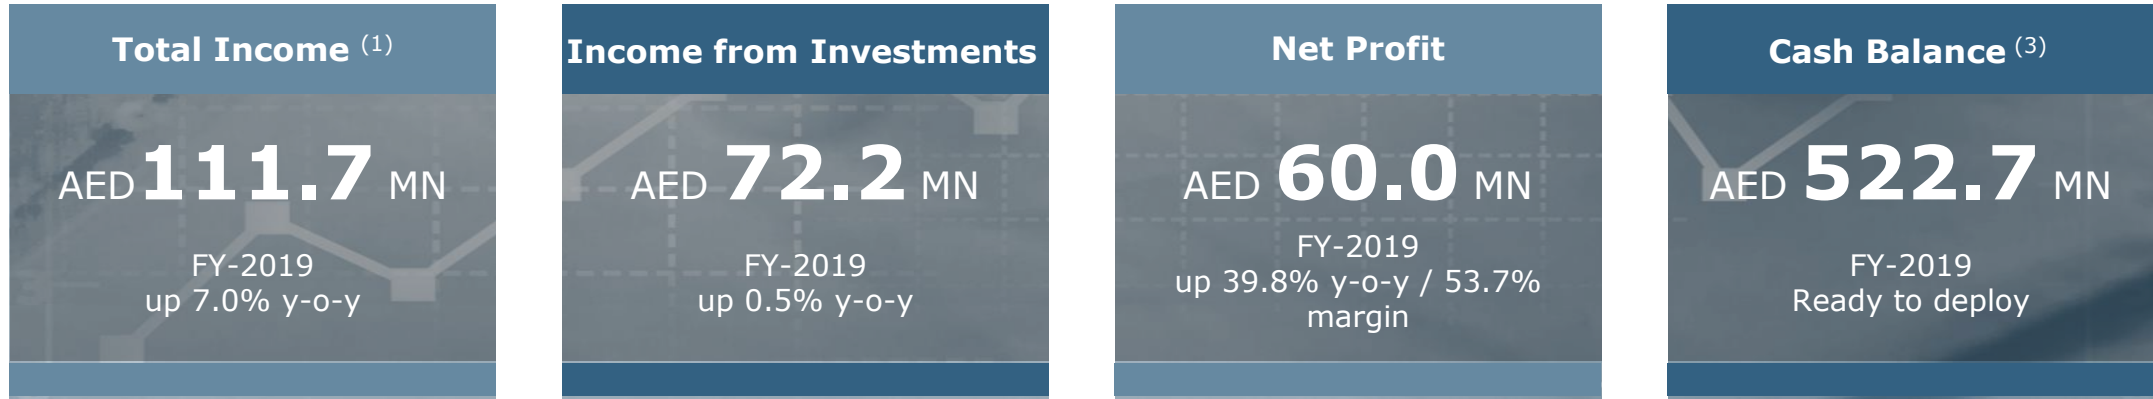 Total Income (1)
AED 111.7 MN
FY-2019
up 7.0% y-o-y
Income from Investments
AED 72.2 MN
FY-2019
up 0.5% y-o-y
Net Profit
AED 60.0 MN
FY-2019
up 39.8% y-o-y / 53.7%
margin
Cash Balance (3)
AED 522.7 MN
FY-2019
Ready to deploy